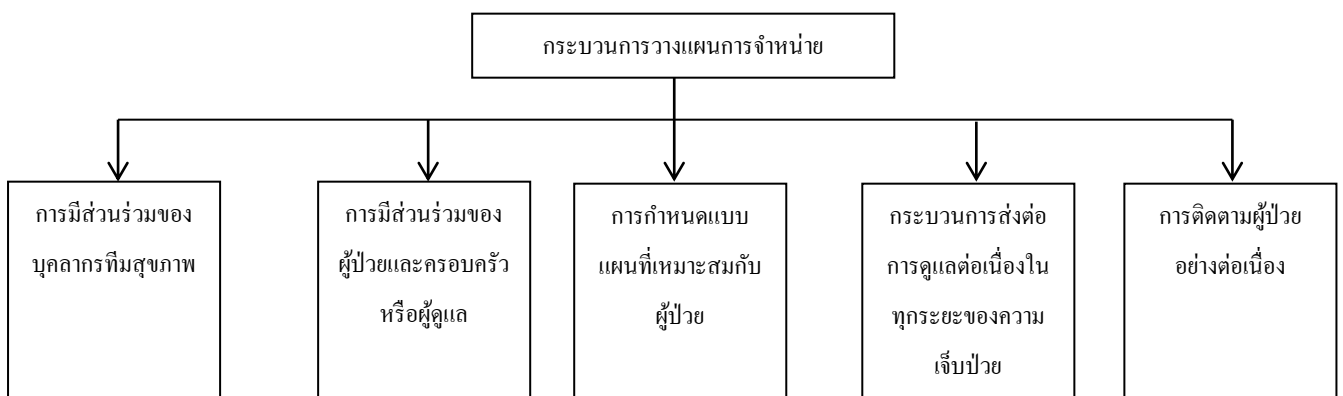 กระบวนการวางแผนการจำหน่าย
การมีส่วนร่วมของ
บุคลากรทีมสุขภาพ
การมีส่วนร่วมของ
ผู้ป่วยและครอบครัว
หรือผู้ดูแล
การกำหนดแบบ
แผนที่เหมาะสมกับ
ผู้ป่วย
กระบวนการส่งต่อ
การดูแลต่อเนื่องใน
ทุกระยะของความ
เจ็บป่วย
การติดตามผู้ป่วย
อย่างต่อเนื่อง